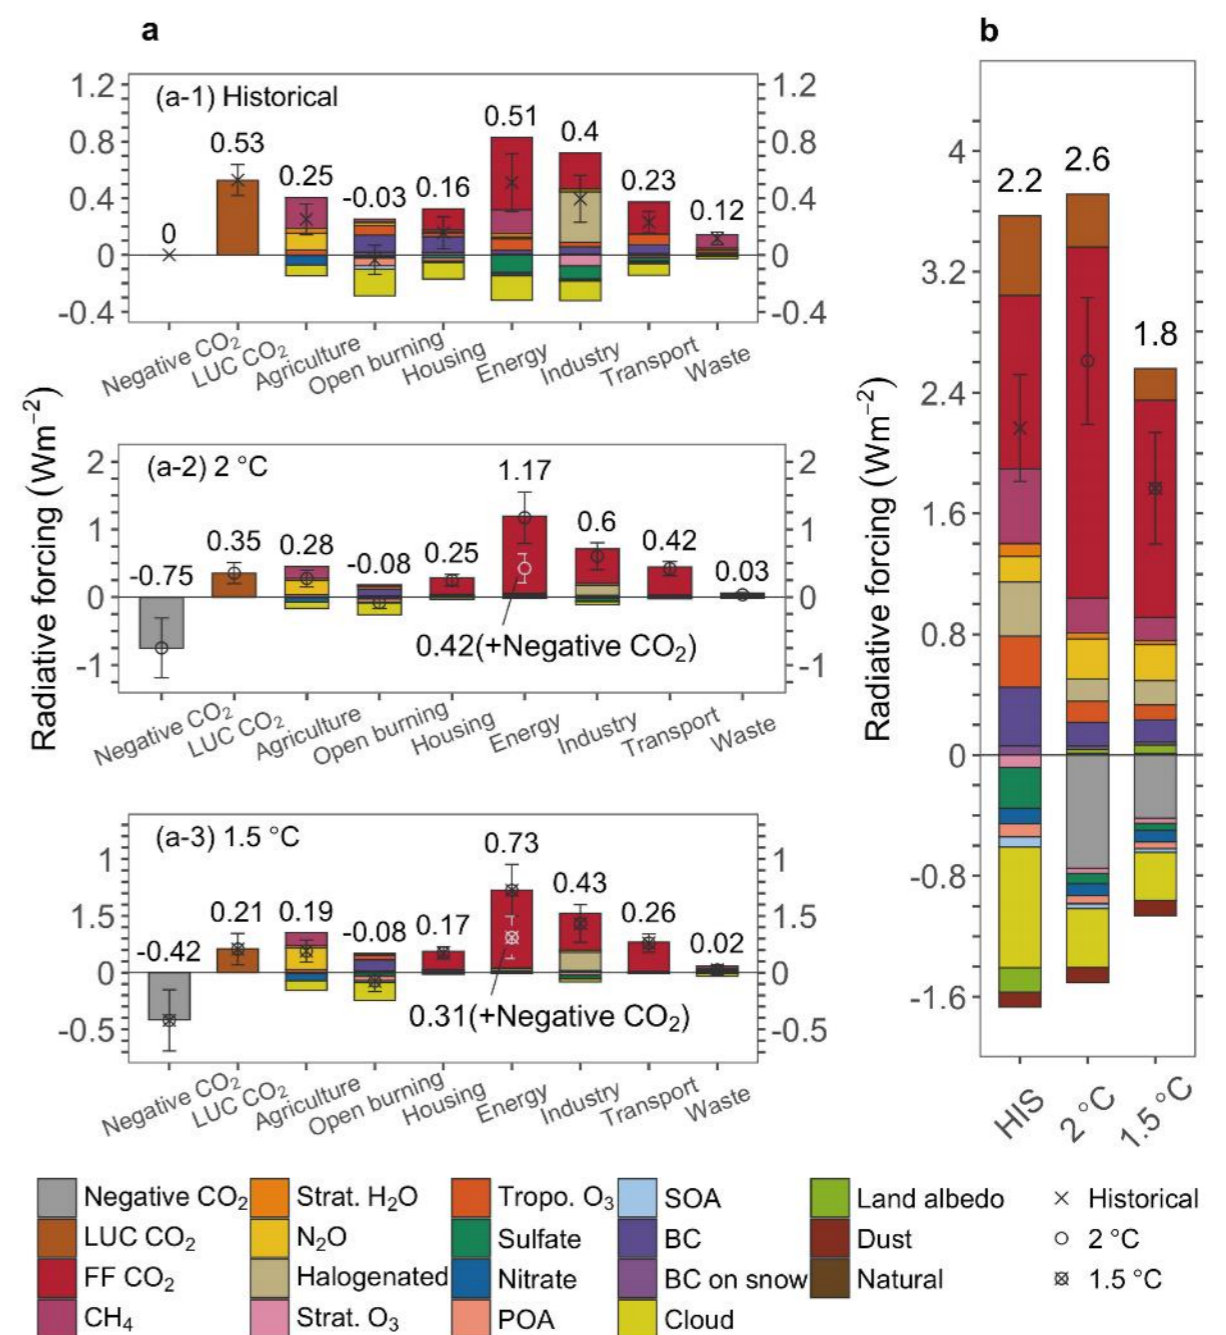 a
b
(a-1) Historical
1.2
0.8
0.4
0
-0.4
1.2
0.8
0.4
0
-0.4
0
0.53
0.25
-0.03
0.16
0.51
0.4
0.23
0.12
Negative CO₂
LUC CO₂
Agriculture
Open burning
Housing
Energy
Industry
Transport
Waste
Radiative forcing (Wm⁻²)
(a-2) 2 °C
2
1
0
-1
2
1
0
-1
-0.75
0.35
0.28
-0.08
0.25
1.17
0.6
0.42
0.03
0.42(+Negative CO₂)
Negative CO₂
LUC CO₂
Agriculture
Open burning
Housing
Energy
Industry
Transport
Waste
(a-3) 1.5 °C
1
1.5
0
-0.5
1
1.5
0
-0.5
-0.42
0.21
0.19
-0.08
0.17
0.73
0.43
0.26
0.02
0.31(+Negative CO₂)
Negative CO₂
LUC CO₂
Agriculture
Open burning
Housing
Energy
Industry
Transport
Waste
Radiative forcing (Wm⁻²)
4
3.2
2.4
1.6
0.8
0
-0.8
-1.6
2.2
2.6
1.8
HIS
2 °C
1.5 °C
Negative CO₂
LUC CO₂
FF CO₂
CH₄
Strat. H₂O
N₂O
Halogenated
Strat. O₃
Tropo. O₃
Sulfate
Nitrate
POA
SOA
BC
BC on snow
Cloud
Land albedo
Dust
Natural
Historical
2 °C
1.5 °C